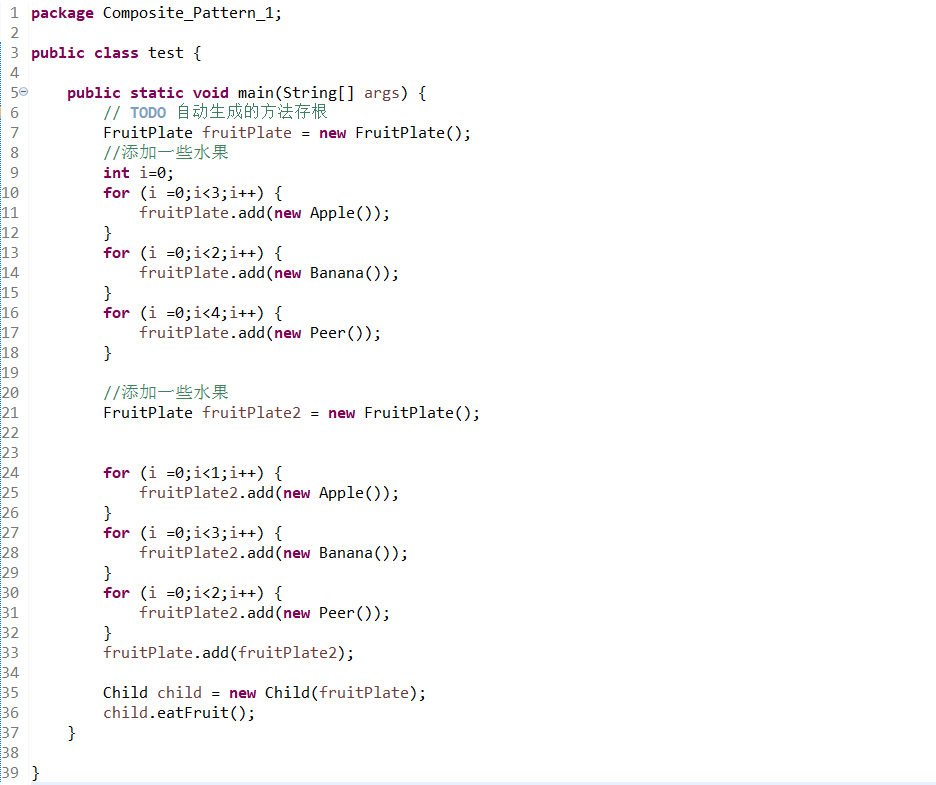 1 package Composite_Pattern_1;
2
3 public class test {
4
5 public static void main(String[] args) {
6 // TODO 自动生成的方法存根
7 FruitPlate fruitPlate = new FruitPlate();
8 //添加一些水果
9 int i=0;
10 for (i =0;i<3;i++) {
11 fruitPlate.add(new Apple());
12 }
13 for (i =0;i<2;i++) {
14 fruitPlate.add(new Banana());
15 }
16 for (i =0;i<4;i++) {
17 fruitPlate.add(new Peer());
18 }
19
20 //添加一些水果
21 FruitPlate fruitPlate2 = new FruitPlate();
22
23
24 for (i =0;i<1;i++) {
25 fruitPlate2.add(new Apple());
26 }
27 for (i =0;i<3;i++) {
28 fruitPlate2.add(new Banana());
29 }
30 for (i =0;i<2;i++) {
31 fruitPlate2.add(new Peer());
32 }
33 fruitPlate.add(fruitPlate2);
34
35 Child child = new Child(fruitPlate);
36 child.eatFruit();
37 }
38
39 }